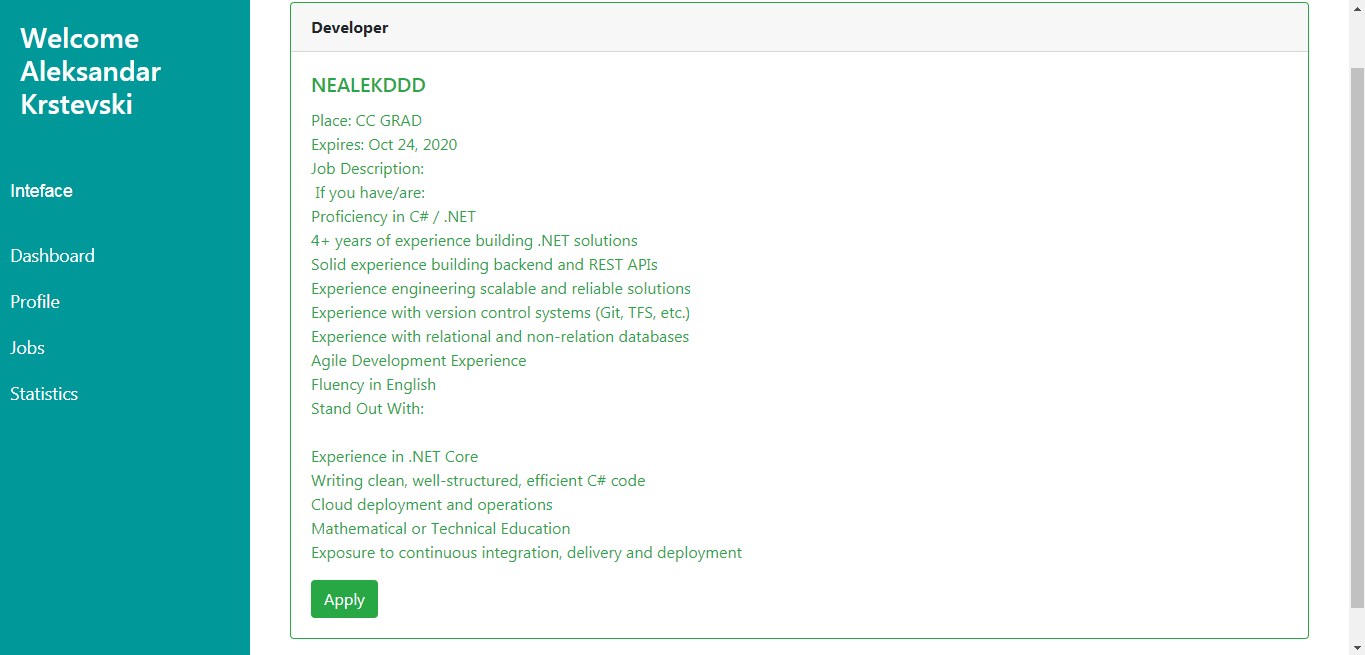 Welcome
Aleksandar
Krstevski
Inteface
Dashboard
Profile
Jobs
Statistics
Developer
NEALEKDDD
Place: CC GRAD
Expires: Oct 24, 2020
Job Description:
If you have/are:
Proficiency in C# / .NET
4+ years of experience building .NET solutions
Solid experience building backend and REST APIs
Experience engineering scalable and reliable solutions
Experience with version control systems (Git, TFS, etc.)
Experience with relational and non-relation databases
Agile Development Experience
Fluency in English
Stand Out With:
Experience in .NET Core
Writing clean, well-structured, efficient C# code
Cloud deployment and operations
Mathematical or Technical Education
Exposure to continuous integration, delivery and deployment
Apply